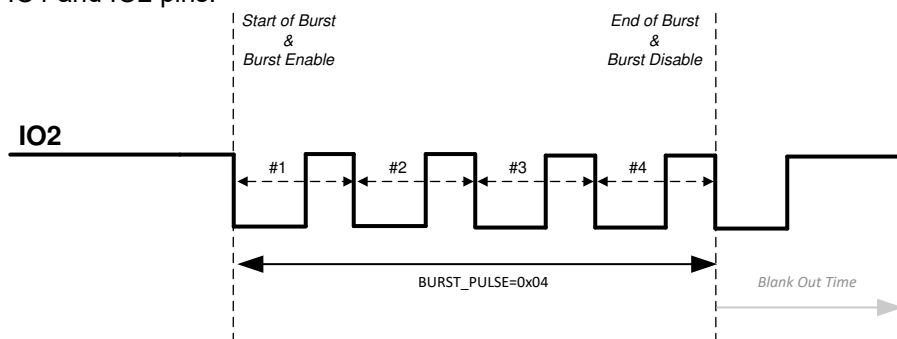 IO1 and IO2 pins.
Start of Burst
&
Burst Enable
End of Burst
&
Burst Disable
IO2
#1
#2
#3
#4
BURST_PULSE=0x04
Blank Out Time